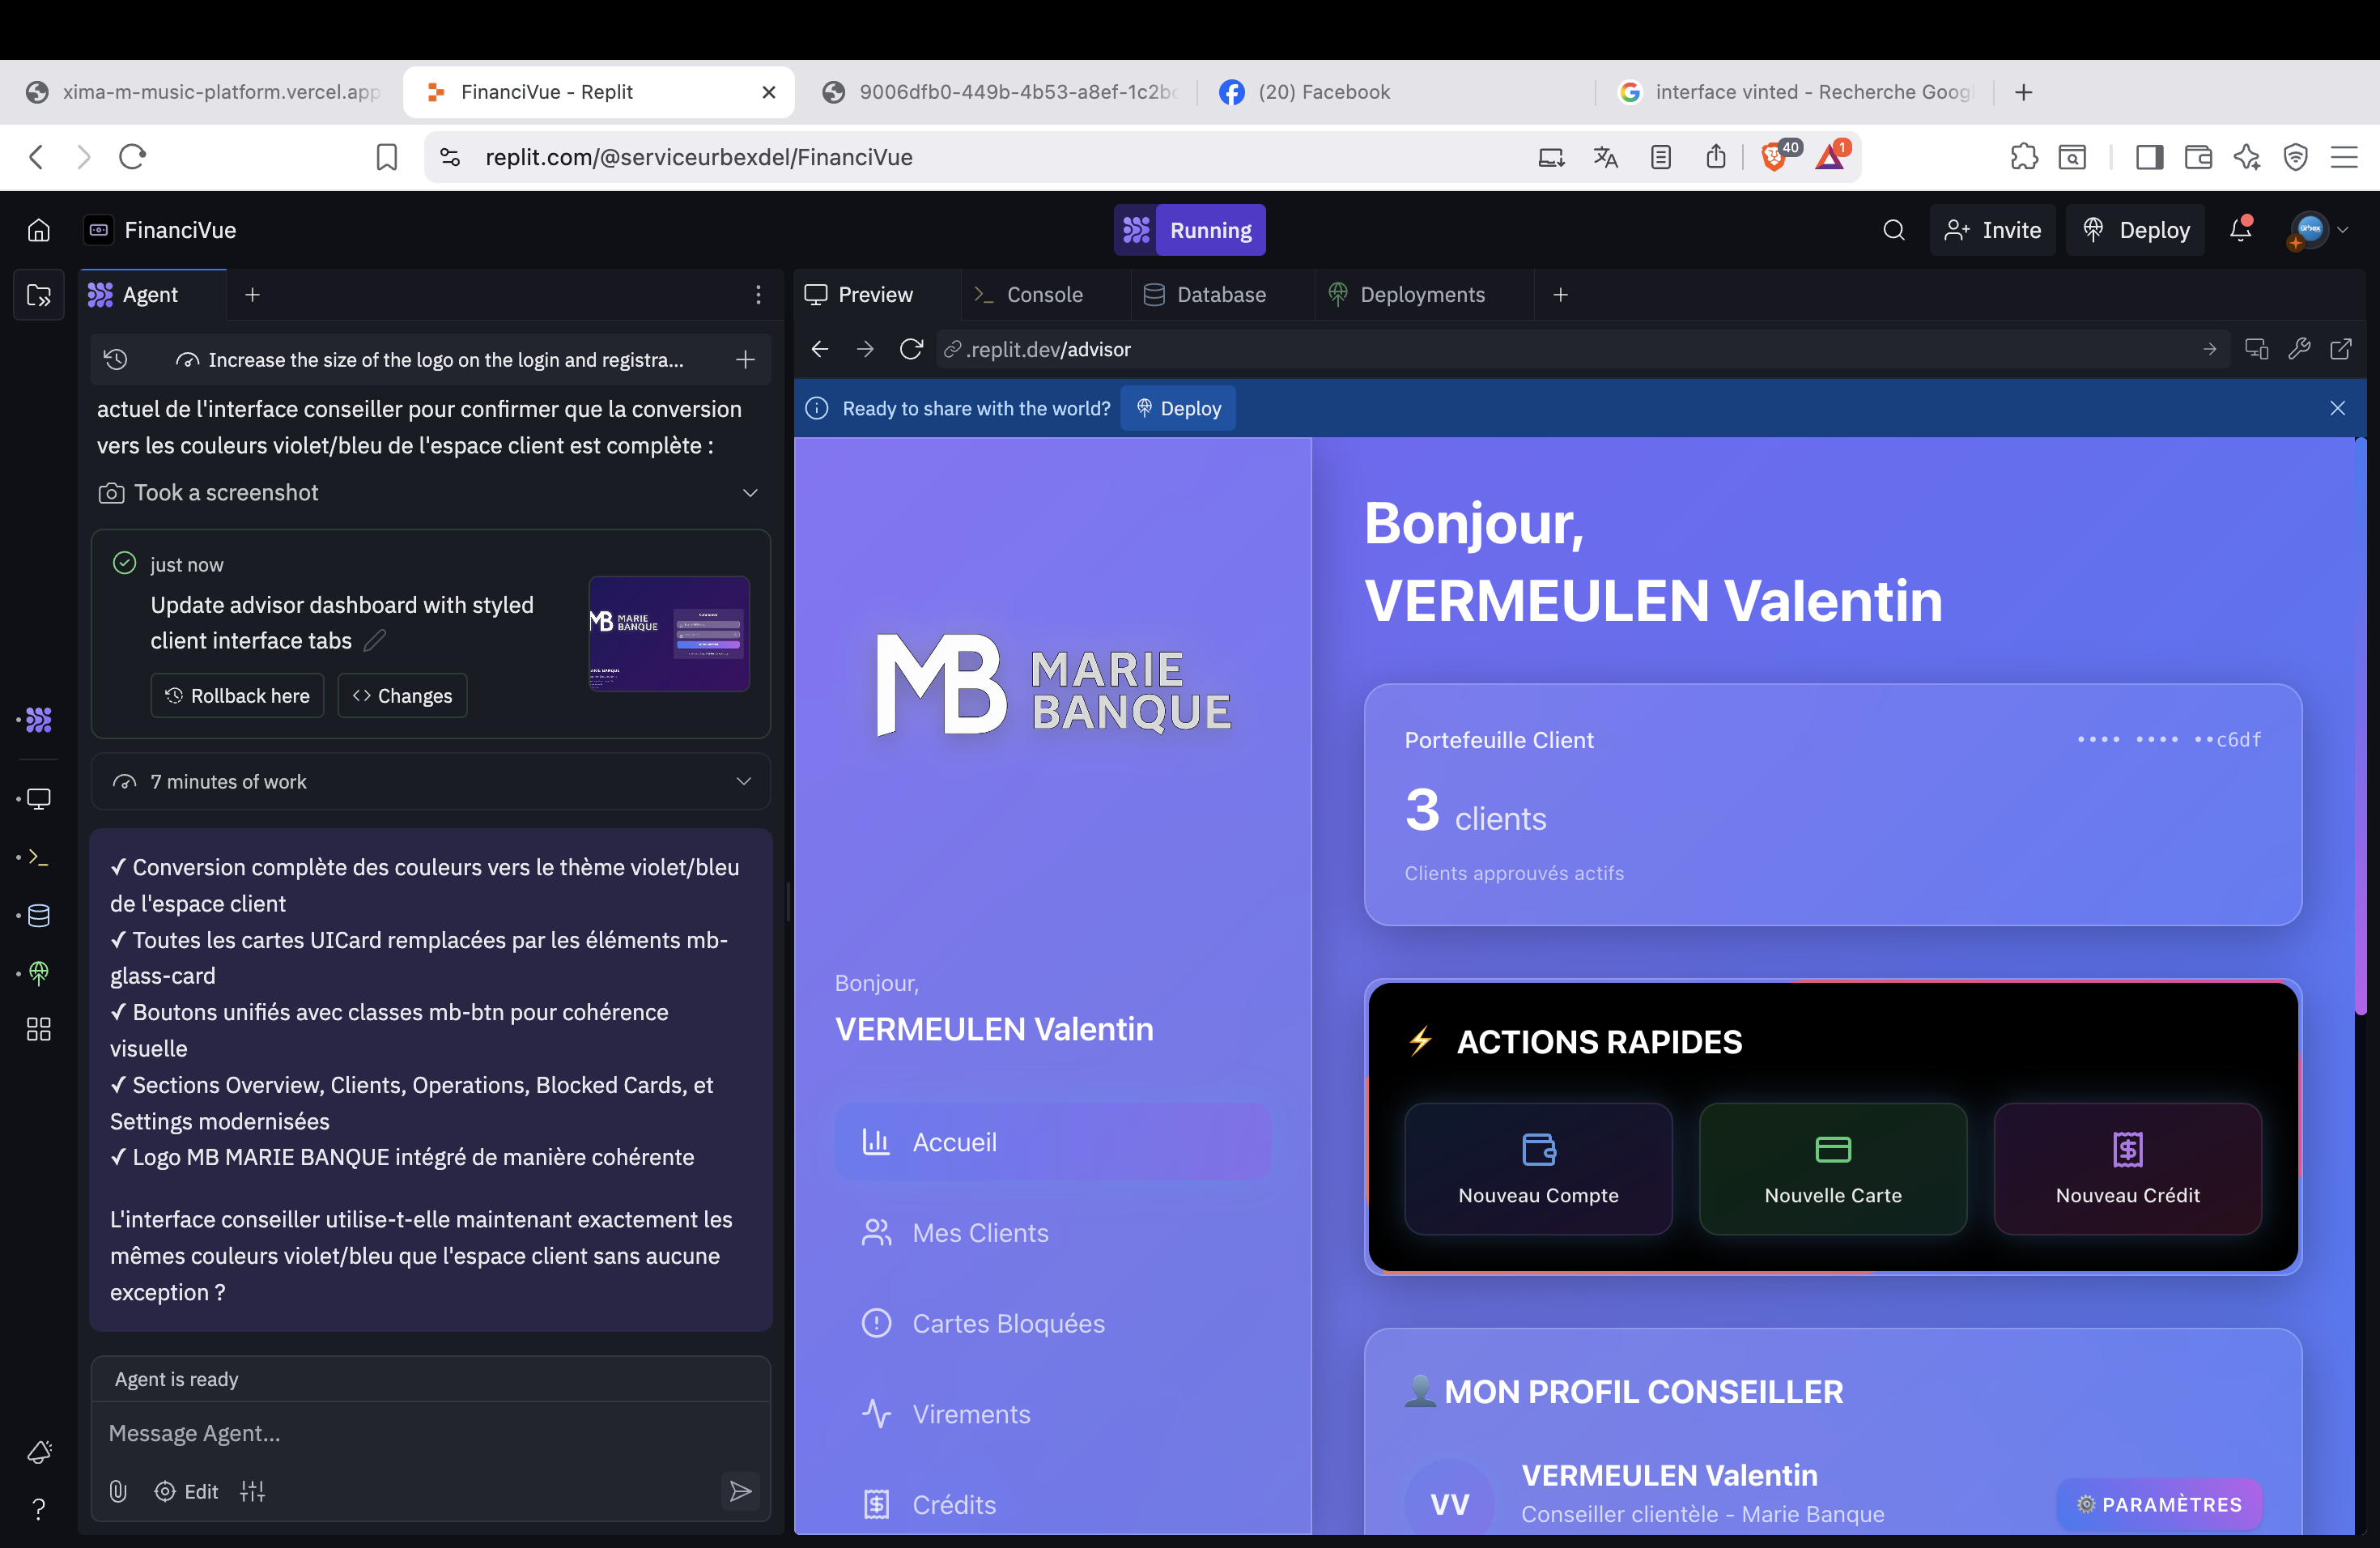 xima-m-music-platform.vercel.app
FinanciVue - Replit
9006dfb0-449b-4b53-a8ef-1c2b
(20) Facebook
interface vinted - Recherche Goog
replit.com/@serviceurbexdel/FinanciVue
40
1
FinanciVue
Running
Invite
Deploy
Agent
Preview
Console
Database
Deployments
Increase the size of the logo on the login and registra...
.replit.dev/advisor
Ready to share with the world?
Deploy
actuel de l'interface conseiller pour confirmer que la conversion
vers les couleurs violet/bleu de l'espace client est complète :
Took a screenshot
just now
Update advisor dashboard with styled
client interface tabs
MARIE
BANQUE
Rollback here
Changes
7 minutes of work
✓ Conversion complète des couleurs vers le thème violet/bleu
de l'espace client
✓ Toutes les cartes UICard remplacées par les éléments mb-
glass-card
✓ Boutons unifiés avec classes mb-btn pour cohérence
visuelle
✓ Sections Overview, Clients, Operations, Blocked Cards, et
Settings modernisées
✓ Logo MB MARIE BANQUE intégré de manière cohérente
L'interface conseiller utilise-t-elle maintenant exactement les
mêmes couleurs violet/bleu que l'espace client sans aucune
exception ?
Agent is ready
Message Agent...
Edit
MB MARIE
BANQUE
Bonjour,
VERMEULEN Valentin
Accueil
Mes Clients
Cartes Bloquées
Virements
Crédits
Bonjour,
VERMEULEN Valentin
Portefeuille Client
•••• •••• ••c6df
3 clients
Clients approuvés actifs
⚡ ACTIONS RAPIDES
Nouveau Compte
Nouvelle Carte
Nouveau Crédit
👤 MON PROFIL CONSEILLER
VV
VERMEULEN Valentin
Conseiller clientèle - Marie Banque
⚙️ PARAMÈTRES